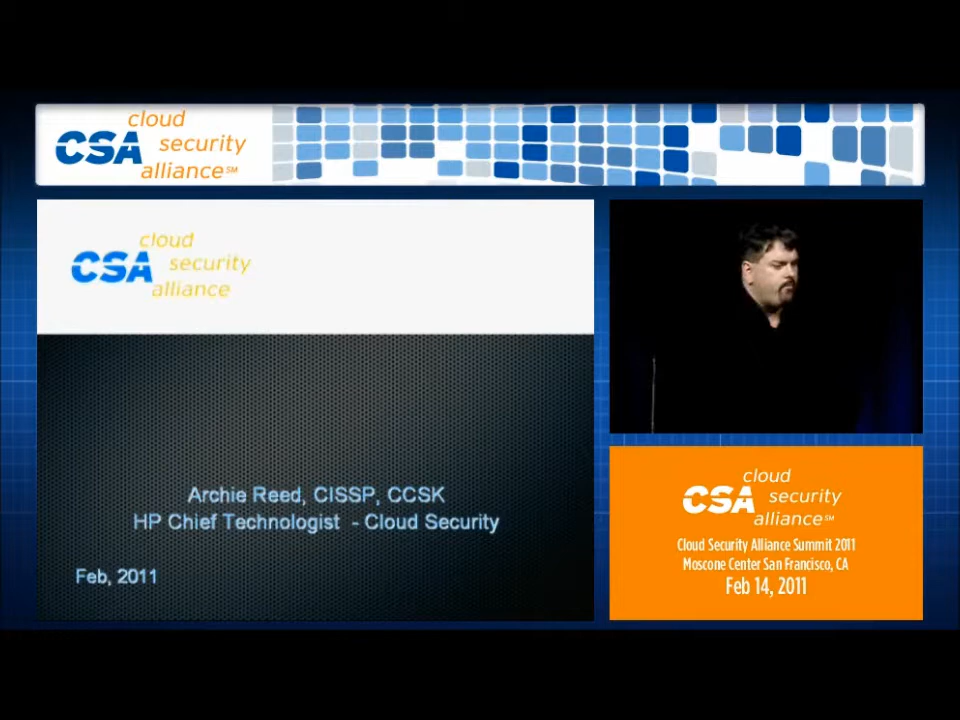 cloud
CSA security
alliance℠
cloud
CSA security
alliance
Archie Reed, CISSP, CCSK
HP Chief Technologist - Cloud Security
Feb, 2011
cloud
CSA security
alliance℠
Cloud Security Alliance Summit 2011
Moscone Center San Francisco, CA
Feb 14, 2011